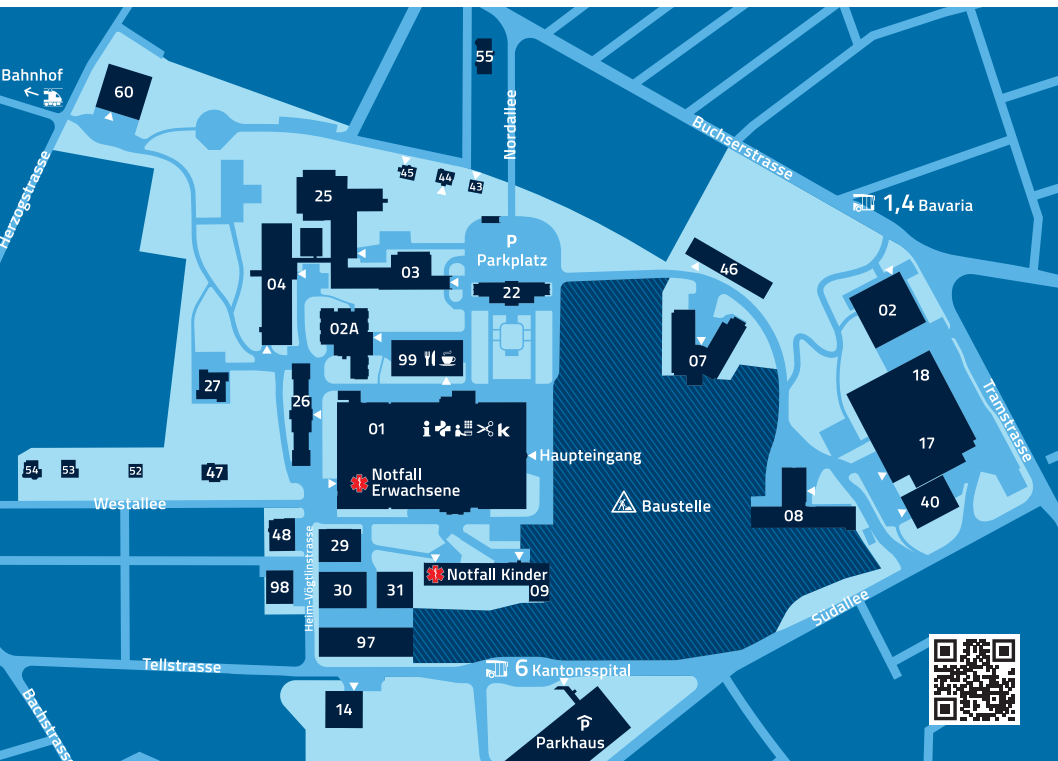 55
Bahnhof
60
Nordallee
Buchserstrasse
Herzogstrasse
45
44
43
25
1,4 Bavaria
P
Parkplatz
03
46
04
22
02
02A
07
99
27
18
26
Tramstrasse
01
k
17
Haupteingang
54
53
52
47
Notfall
Erwachsene
Westallee
Baustelle
40
08
48
29
Heim-Vögtlinstrasse
Notfall Kinder
98
30
31
09
Südallee
97
Tellstrasse
6 Kantonsspital
Bachstrasse
14
P
Parkhaus